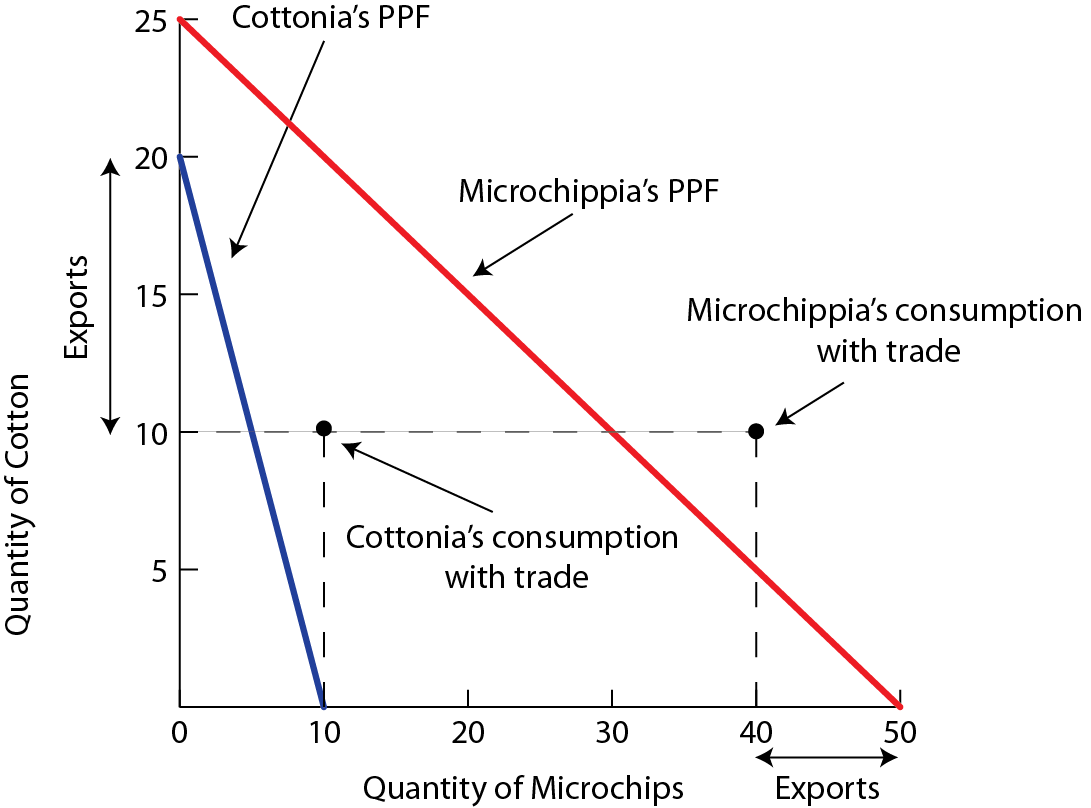 25
Cottonia’s PPF
20
Microchippia’s PPF
Exports
15
Microchippia’s consumption
with trade
Quantity of Cotton
10
Cottonia’s consumption
with trade
5
0
10
20
30
40
50
Quantity of Microchips
Exports